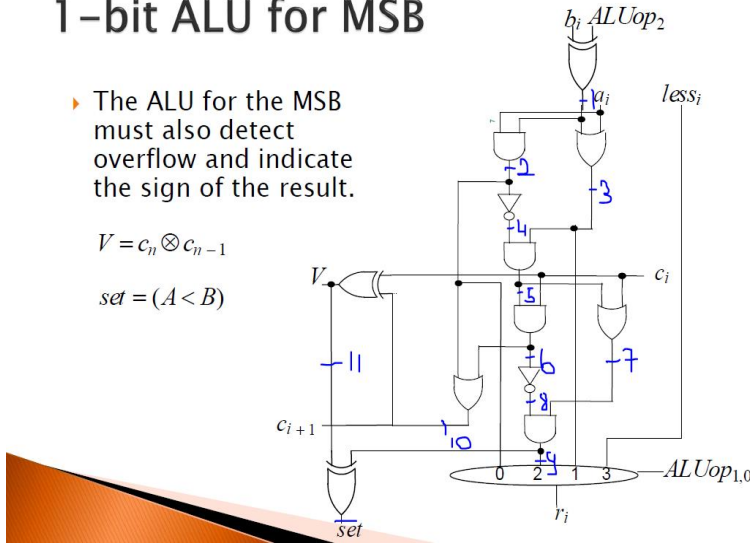 1-bit ALU for MSB
b_i ALUop_2
The ALU for the MSB
must also detect
overflow and indicate
the sign of the result.
V = c_n ⊗ c_{n-1}
set = (A < B)
a_i
less_i
1
2
3
4
V
c_i
5
6
7
11
8
c_{i+1}
10
9
0 2 1 3
ALUop_{1,0}
r_i
set